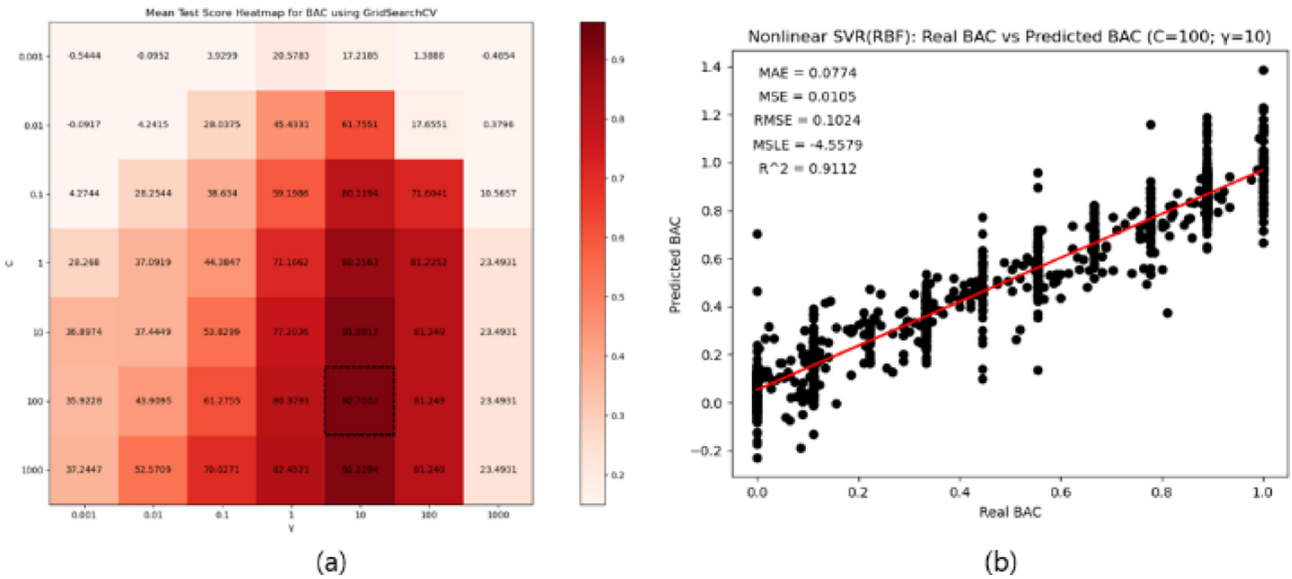 Mean Test Score Heatmap for BAC using GridSearchCV
0.001 -0.5444 -0.0952 3.9299 20.5783 17.2185 1.3888 -0.4854
0.01 -0.0917 4.2415 28.0375 45.4331 61.7551 17.6551 0.3796
0.1 4.2744 28.2544 38.634 59.1986 80.1194 71.6041 10.5657
C
1 28.268 37.0919 44.3847 71.1662 88.2563 81.2252 23.4931
10 36.8974 37.4449 53.8299 77.2036 91.9917 81.249 23.4931
100 35.9228 43.9095 61.2755 80.3793 92.7032 81.249 23.4931
1000 37.2447 52.5709 70.0271 82.4521 92.2294 81.249 23.4931
0.001 0.01 0.1 1 10 100 1000
γ
0.9
0.8
0.7
0.6
0.5
0.4
0.3
0.2
(a)
Nonlinear SVR(RBF): Real BAC vs Predicted BAC (C=100; γ=10)
MAE = 0.0774
MSE = 0.0105
RMSE = 0.1024
MSLE = -4.5579
R^2 = 0.9112
Predicted BAC
1.4
1.2
1.0
0.8
0.6
0.4
0.2
0.0
−0.2
0.0 0.2 0.4 0.6 0.8 1.0
Real BAC
(b)